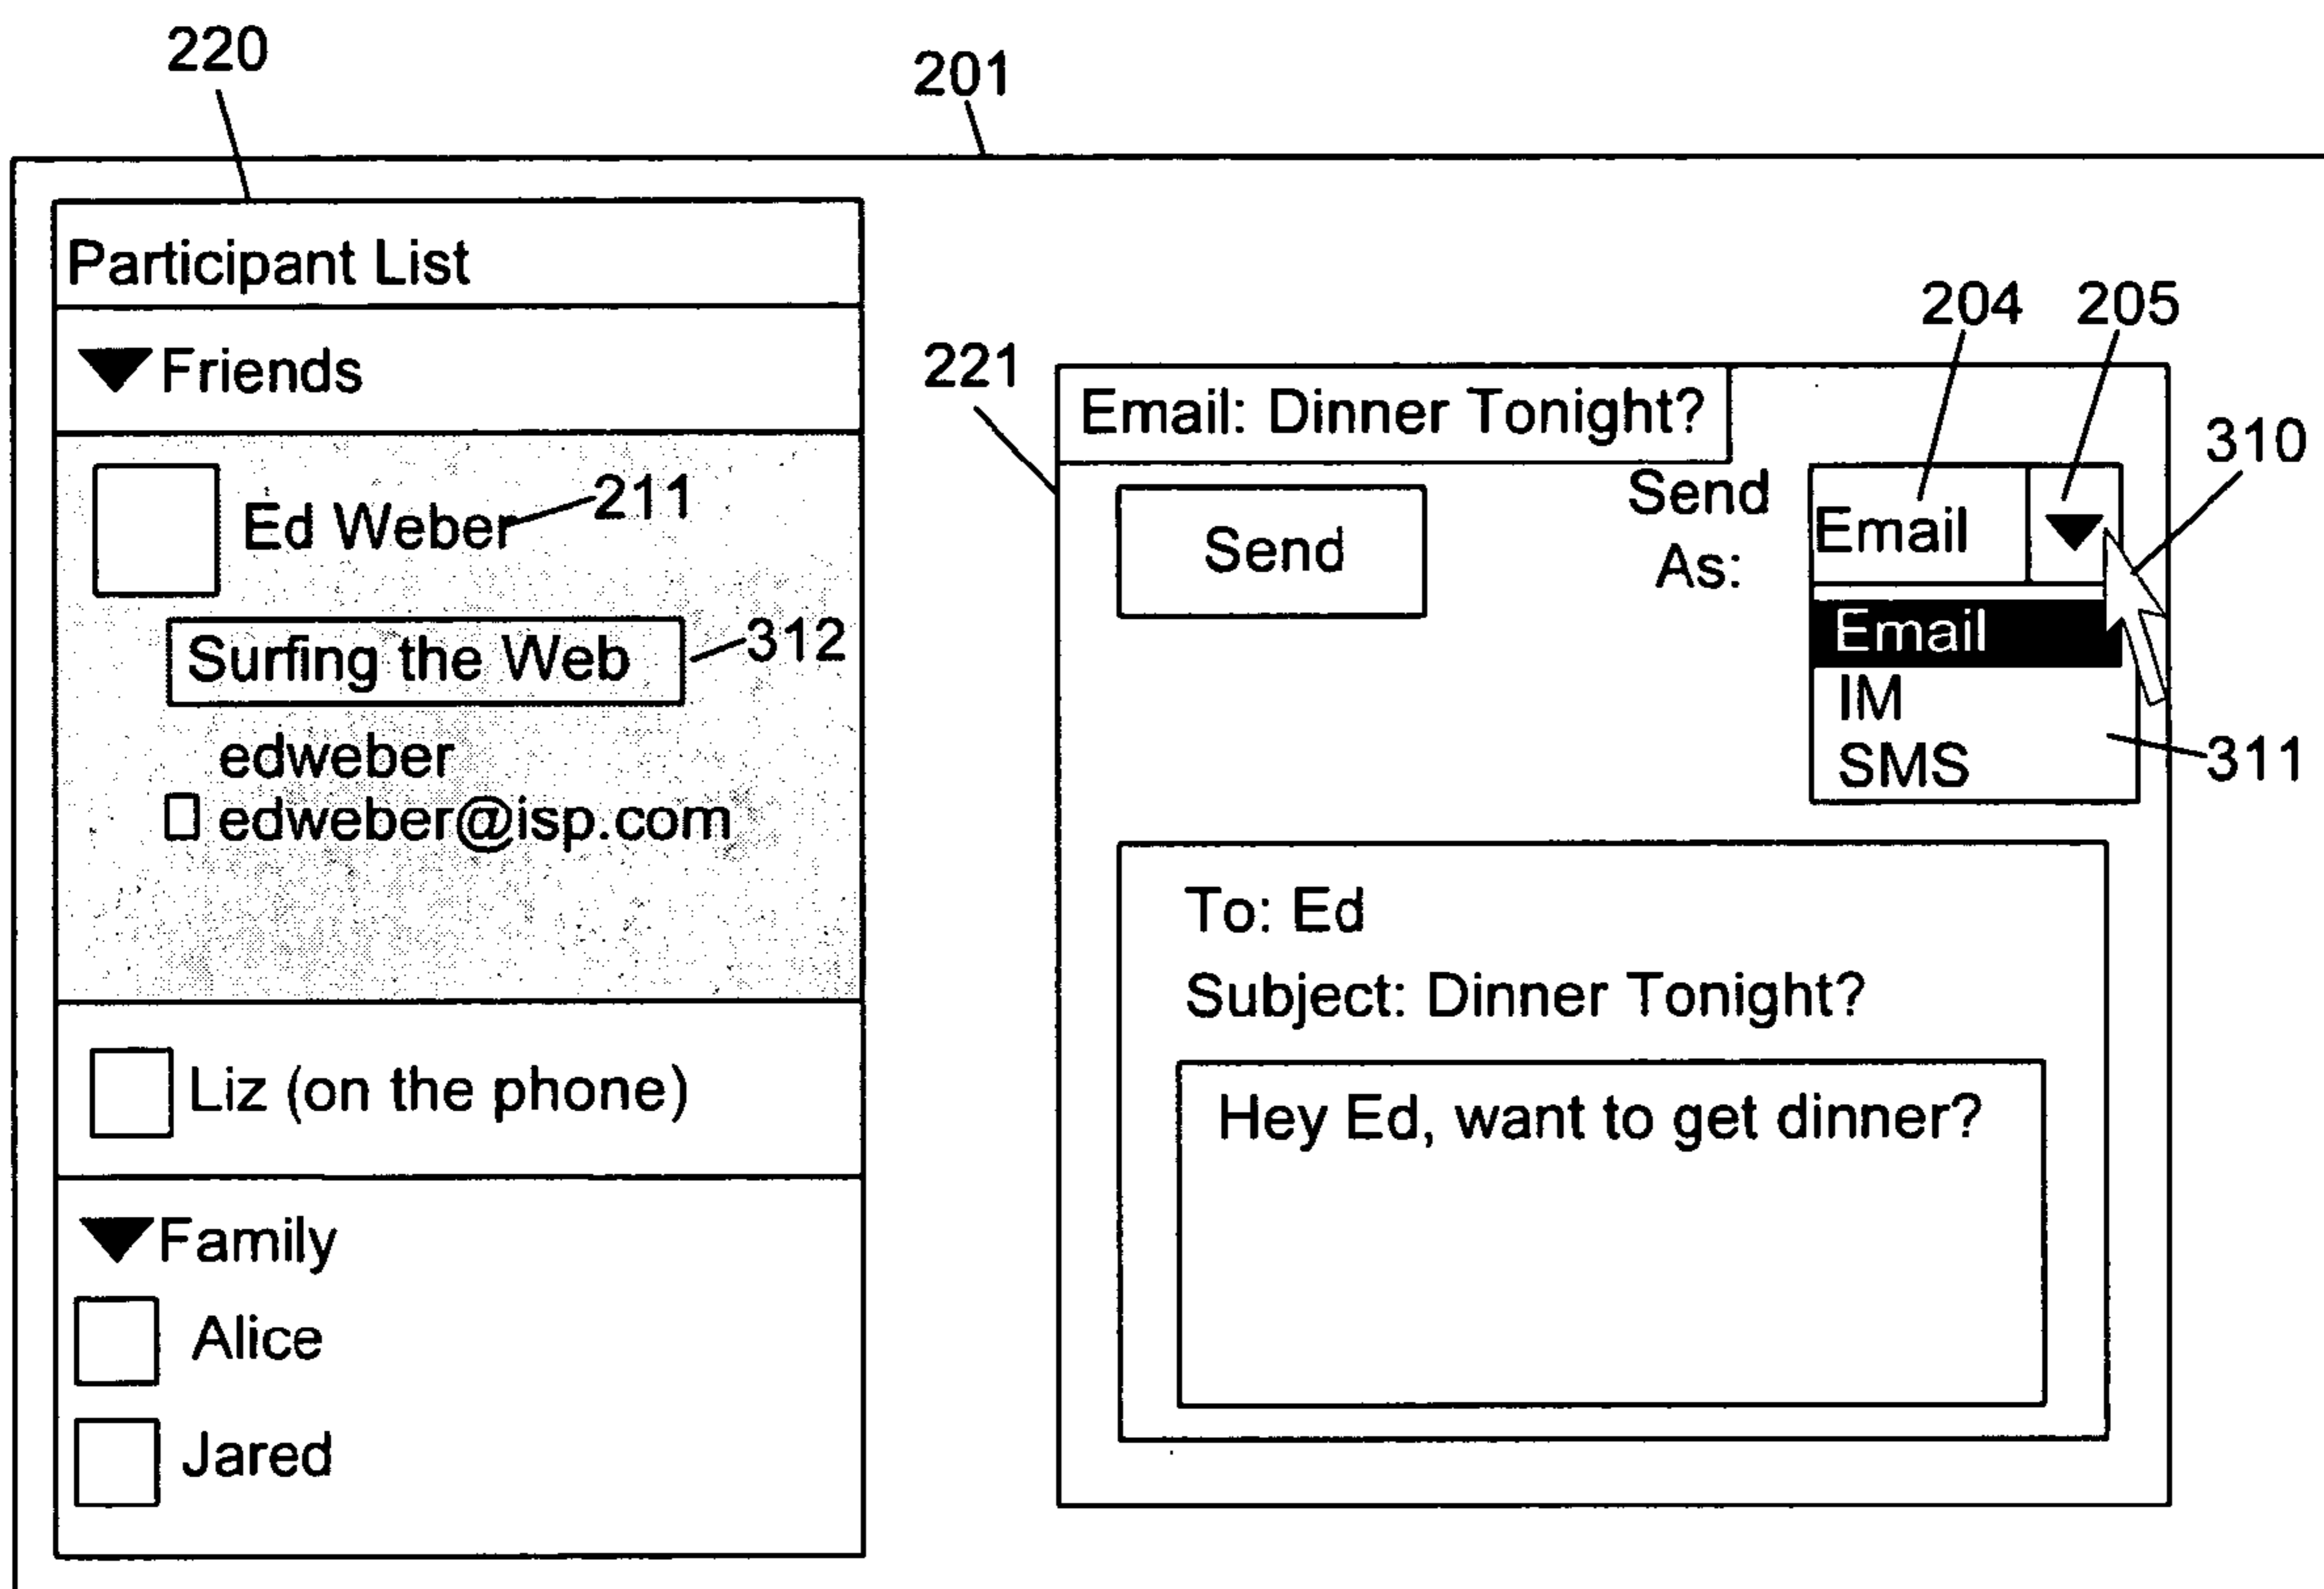 220
201
Participant List
Friends
Ed Weber
211
Surfing the Web
312
edweber
edweber@isp.com
Liz (on the phone)
Family
Alice
Jared
204
205
221
310
Email: Dinner Tonight?
Send
Send
As:
Email
Email
IM
SMS
311
To: Ed
Subject: Dinner Tonight?
Hey Ed, want to get dinner?